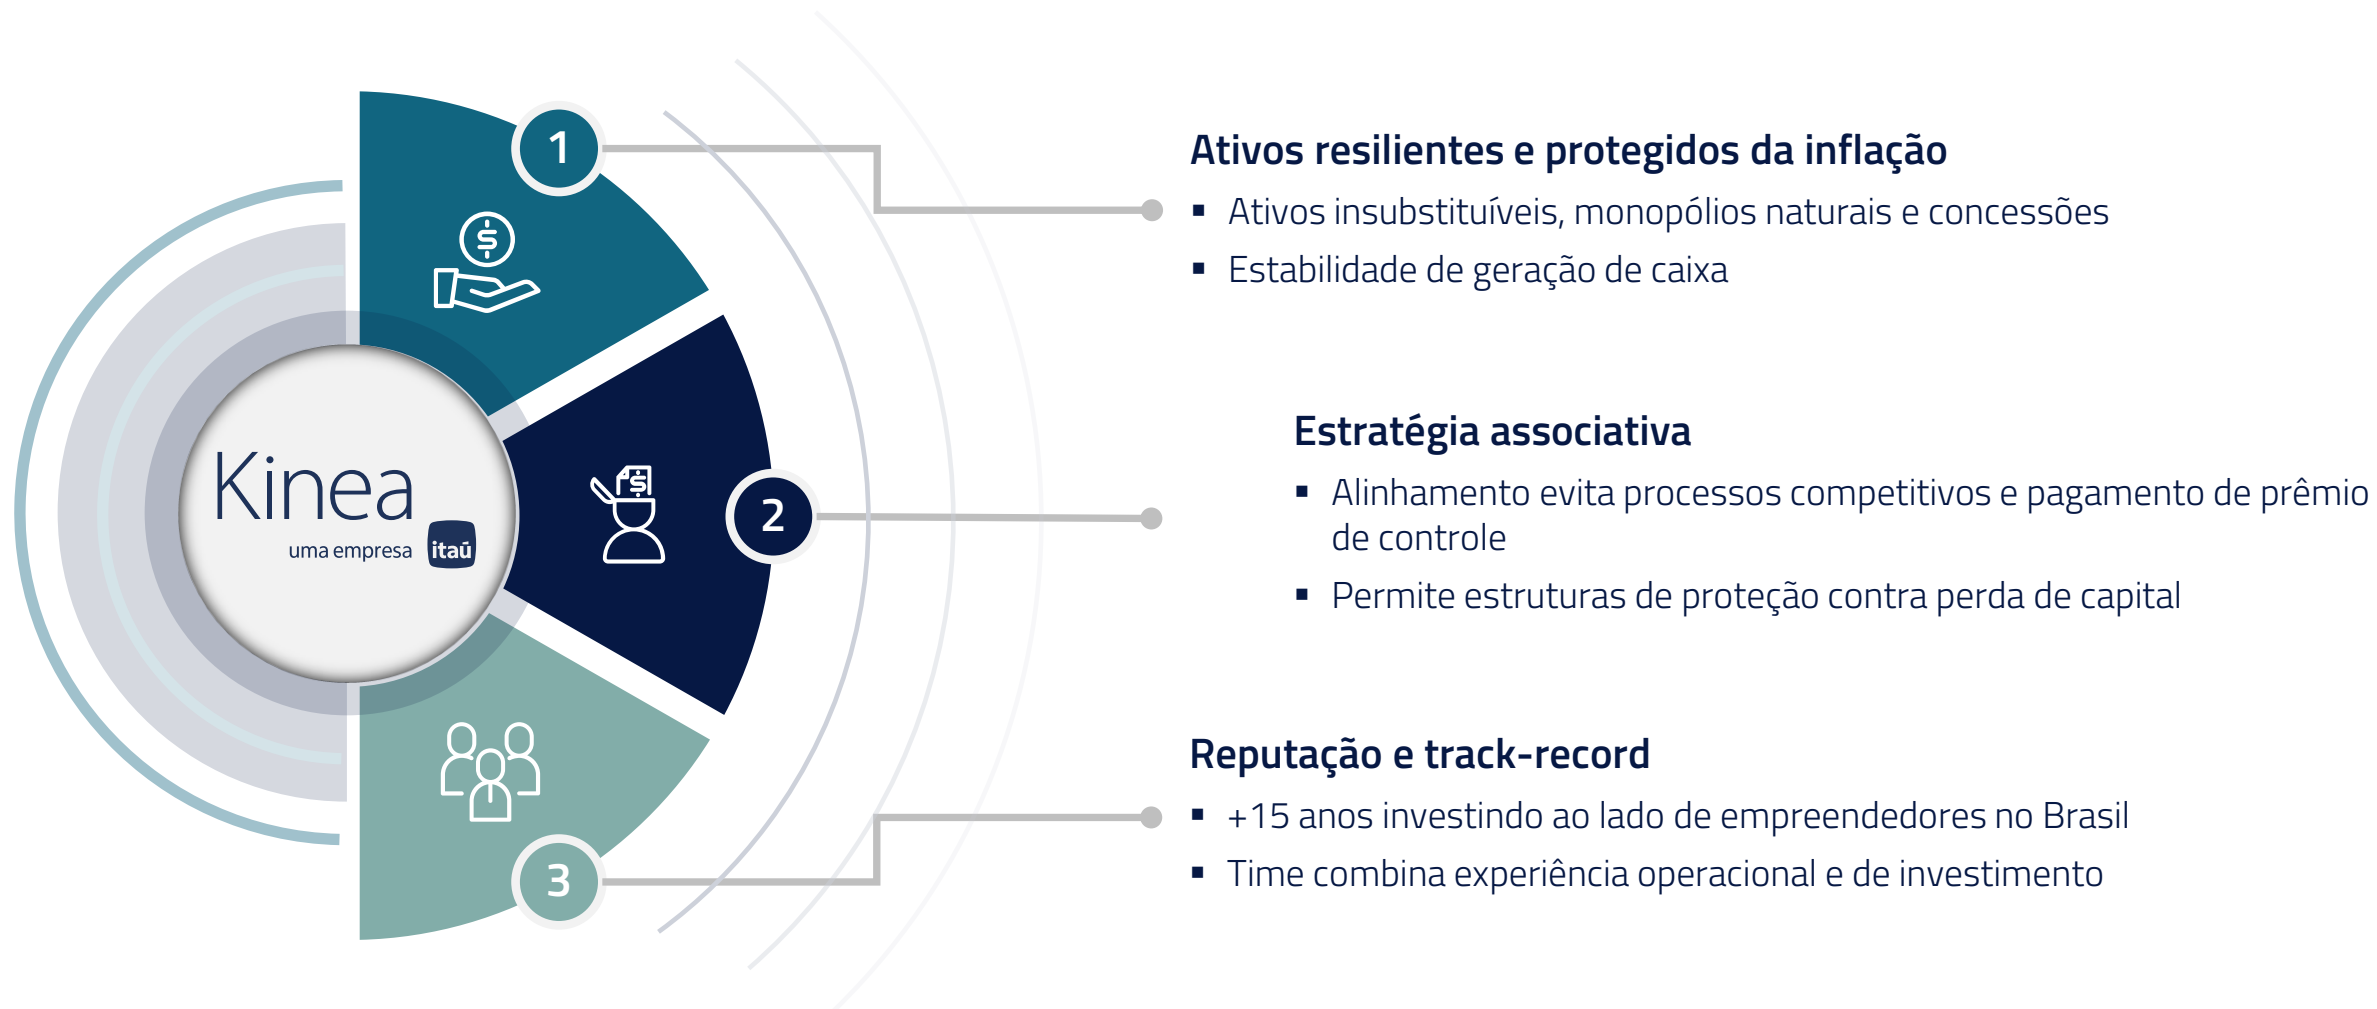 Kinea
uma empresa itaú
1
Ativos resilientes e protegidos da inflação
▪ Ativos insubstituíveis, monopólios naturais e concessões
▪ Estabilidade de geração de caixa
2
Estratégia associativa
▪ Alinhamento evita processos competitivos e pagamento de prêmio
de controle
▪ Permite estruturas de proteção contra perda de capital
3
Reputação e track-record
▪ +15 anos investindo ao lado de empreendedores no Brasil
▪ Time combina experiência operacional e de investimento